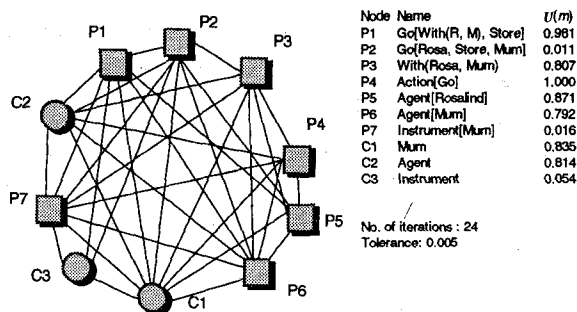 P1
P2
P3
C2
P4
P7
P5
C3
C1
P6
Node Name U(m)
P1 Go[With(R, M), Store] 0.981
P2 Go[Rosa, Store, Mum] 0.011
P3 With(Rosa, Mum) 0.807
P4 Action[Go] 1.000
P5 Agent[Rosalind] 0.871
P6 Agent[Mum] 0.792
P7 Instrument[Mum] 0.016
C1 Mum 0.835
C2 Agent 0.814
C3 Instrument 0.054
No. of iterations : 24
Tolerance: 0.005